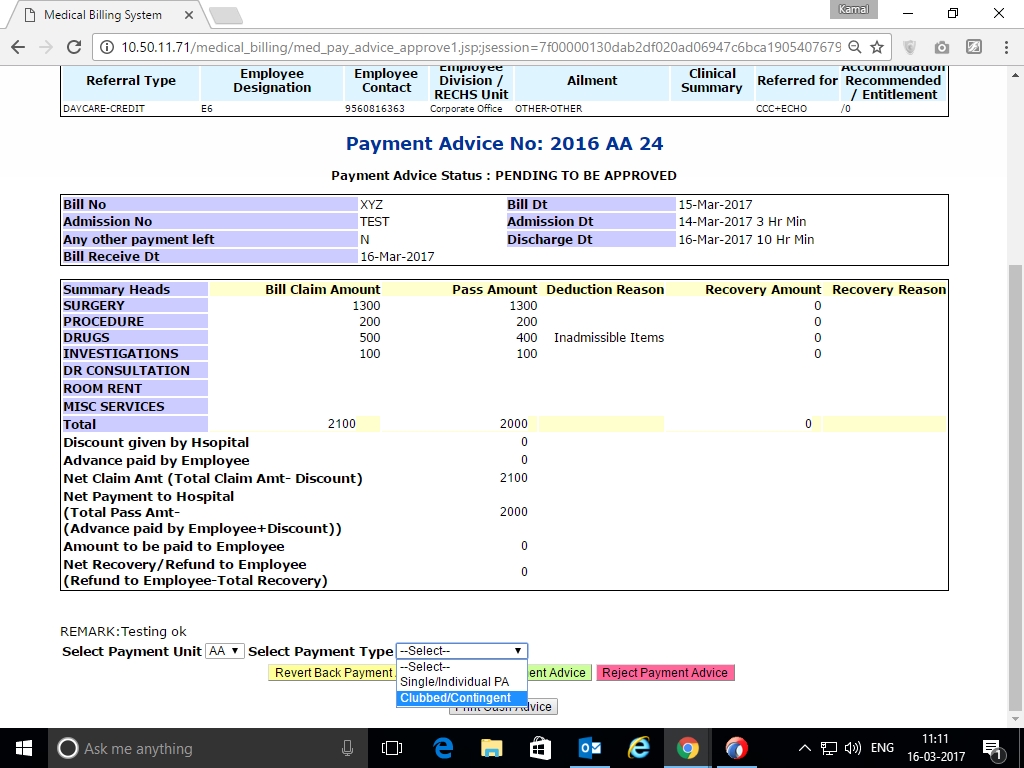 Medical Billing System
Kamal
10.50.11.71/medical_billing/med_pay_advice_approve1.jsp;jsession=7f00000130dab2df020ad06947c6bca1905407679
Referral Type Employee Designation Employee Contact Employee Division / RECHS Unit Ailment Clinical Summary Referred for Accommodation Recommended / Entitlement
DAYCARE-CREDIT E6 9560816363 Corporate Office OTHER-OTHER CCC+ECHO /0
Payment Advice No: 2016 AA 24
Payment Advice Status : PENDING TO BE APPROVED
Bill No XYZ Bill Dt 15-Mar-2017
Admission No TEST Admission Dt 14-Mar-2017 3 Hr Min
Any other payment left N Discharge Dt 16-Mar-2017 10 Hr Min
Bill Receive Dt 16-Mar-2017
Summary Heads Bill Claim Amount Pass Amount Deduction Reason Recovery Amount Recovery Reason
SURGERY 1300 1300 0
PROCEDURE 200 200 0
DRUGS 500 400 Inadmissible Items 0
INVESTIGATIONS 100 100 0
DR CONSULTATION
ROOM RENT
MISC SERVICES
Total 2100 2000 0
Discount given by Hsopital 0
Advance paid by Employee 0
Net Claim Amt (Total Claim Amt- Discount) 2100
Net Payment to Hospital
(Total Pass Amt- 2000
(Advance paid by Employee+Discount))
Amount to be paid to Employee 0
Net Recovery/Refund to Employee 0
(Refund to Employee-Total Recovery)
REMARK:Testing ok
Select Payment Unit AA Select Payment Type --Select--
--Select--
Single/Individual PA
Clubbed/Contingent
Revert Back Payment ent Advice Reject Payment Advice
Print Cash Advice
Ask me anything
ENG
11:11
16-03-2017
1